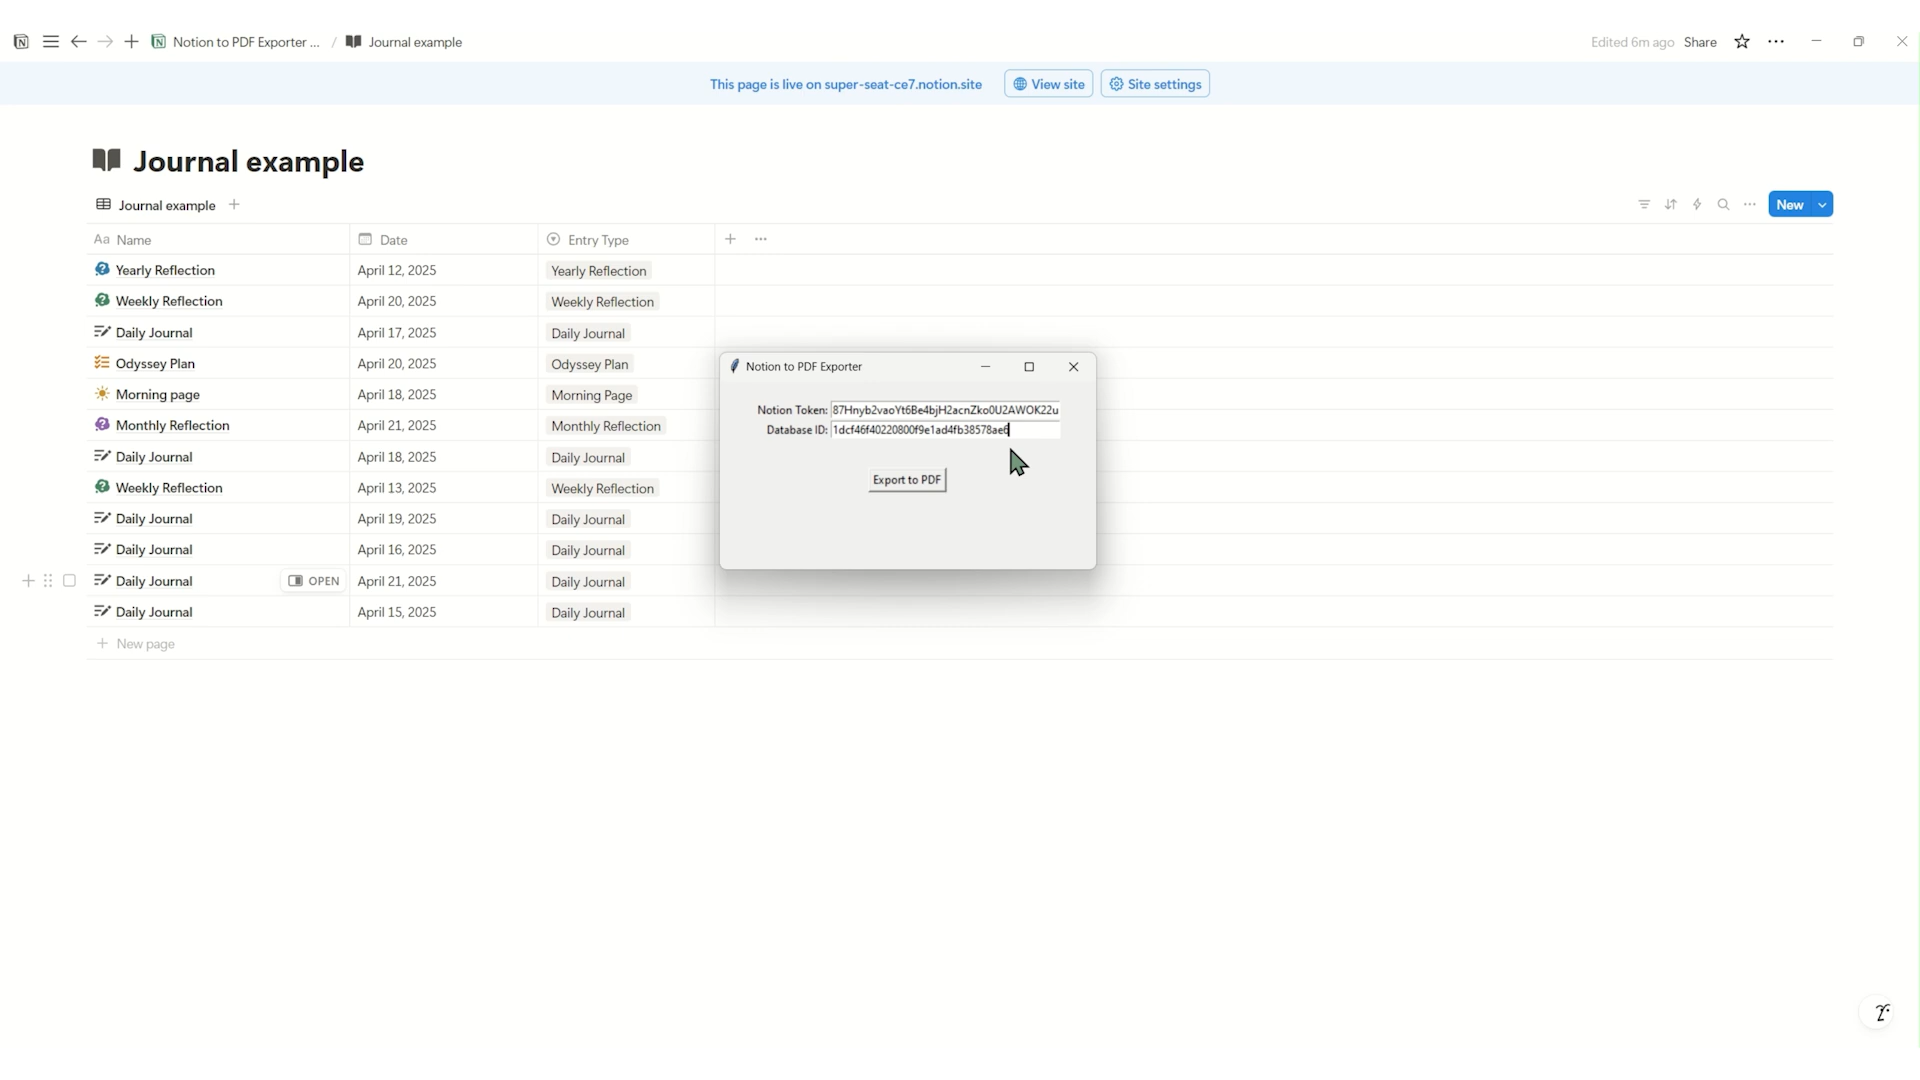 Notion to PDF Exporter ... / Journal example
Edited 6m ago Share
This page is live on super-seat-ce7.notion.site View site Site settings
Journal example
Journal example
New
Aa Name Date Entry Type
Yearly Reflection April 12, 2025 Yearly Reflection
Weekly Reflection April 20, 2025 Weekly Reflection
Daily Journal April 17, 2025 Daily Journal
Odyssey Plan April 20, 2025 Odyssey Plan
Morning page April 18, 2025 Morning Page
Monthly Reflection April 21, 2025 Monthly Reflection
Daily Journal April 18, 2025 Daily Journal
Weekly Reflection April 13, 2025 Weekly Reflection
Daily Journal April 19, 2025 Daily Journal
Daily Journal April 16, 2025 Daily Journal
Daily Journal OPEN April 21, 2025 Daily Journal
Daily Journal April 15, 2025 Daily Journal
New page
Notion to PDF Exporter
Notion Token: 87Hnyb2vaoYt6Be4bjH2acnZko0U2AWOK22u
Database ID: 1dcf46f40220800f9e1ad4fb38578ae6
Export to PDF